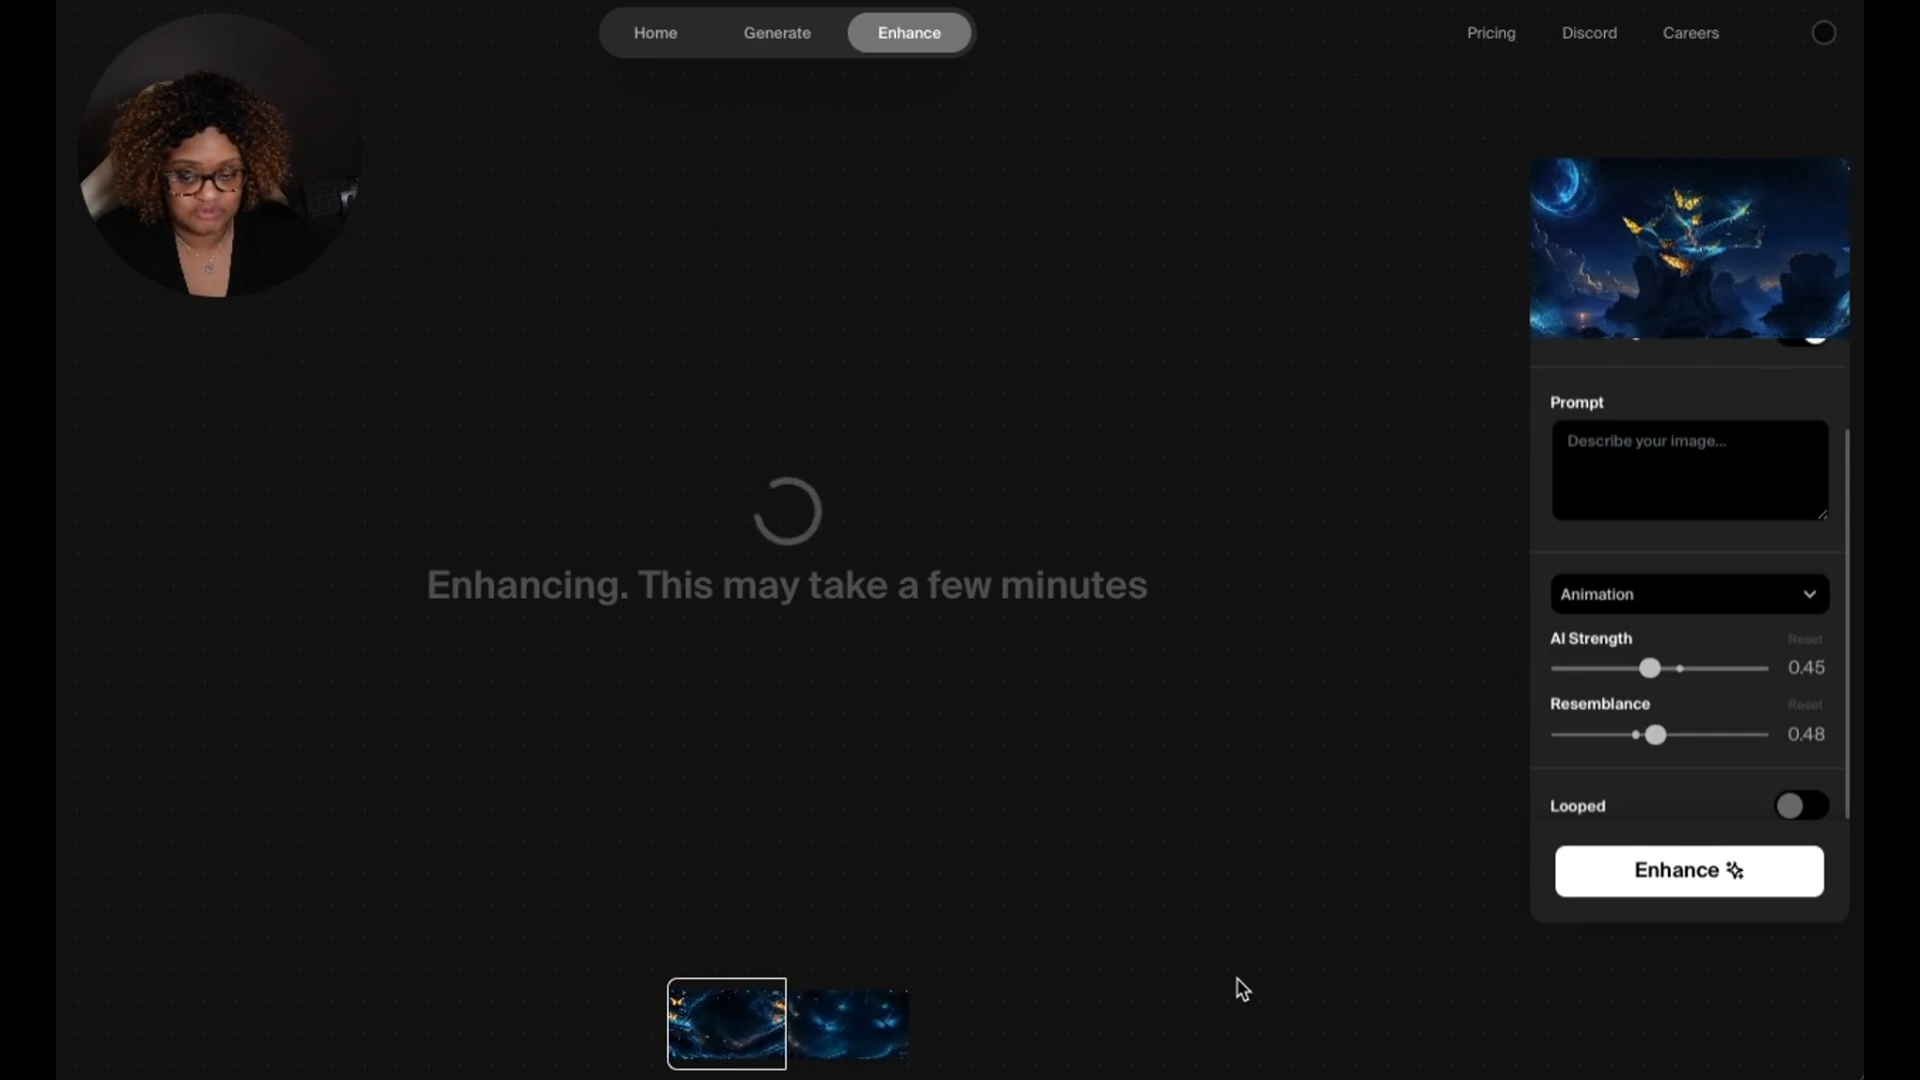 Home
Generate
Enhance
Pricing
Discord
Careers
Prompt
Describe your image...
Enhancing. This may take a few minutes
Animation
AI Strength
Reset
0.45
Resemblance
Reset
0.48
Looped
Enhance